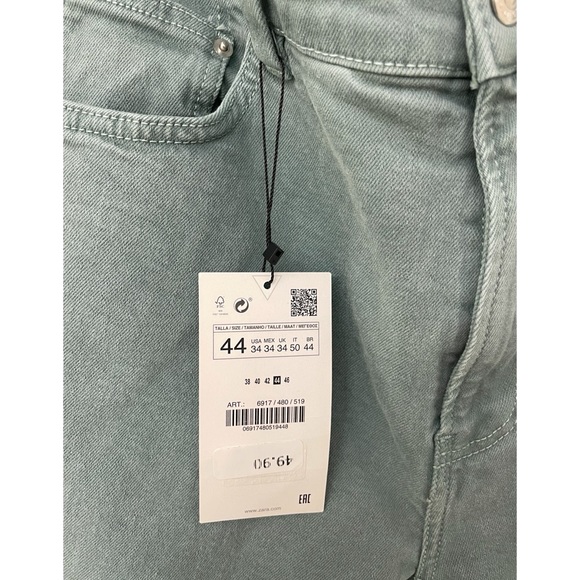 FSC
TALLA / SIZE / TAMANHO / TAILLE / MAAT / ΜΕΓΕΘΟΣ
44 USA MEX UK IT BR
34 34 34 50 44
38 40 42 44 46
ART.: 6917 / 480 / 519
06917480519448
49.90
EAC
www.zara.com